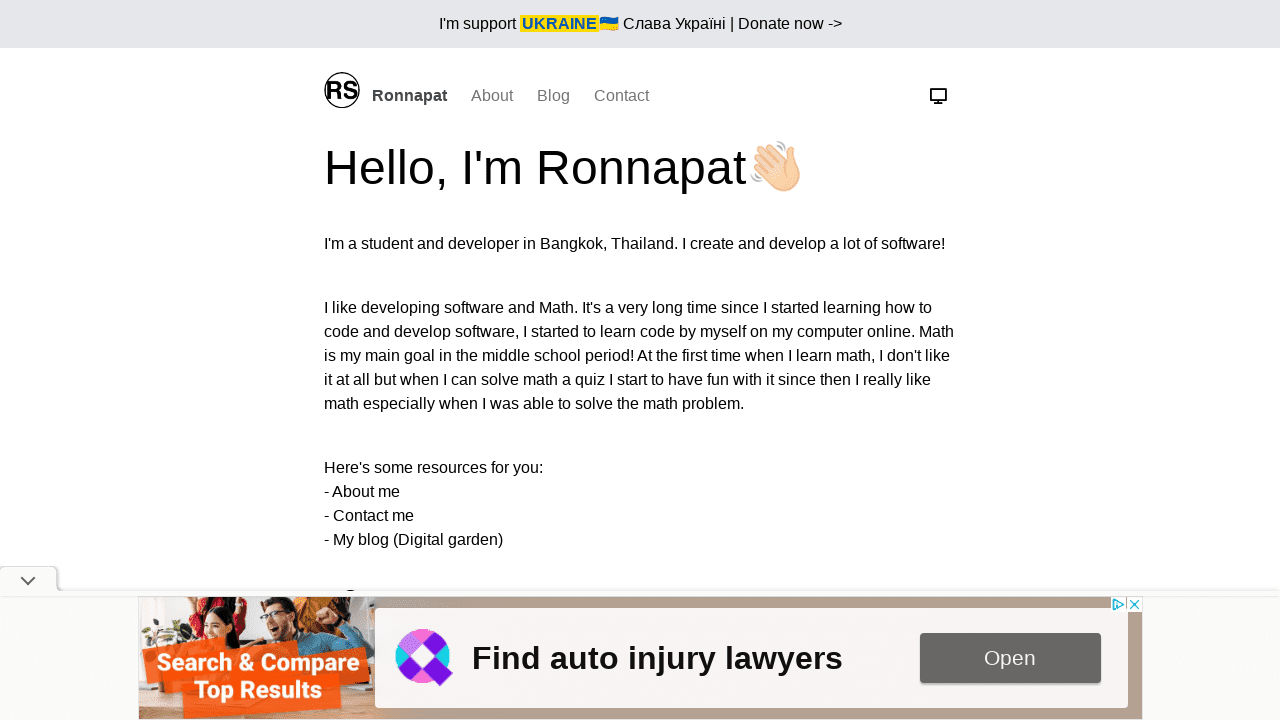 I'm support UKRAINE🇺🇦 Слава Україні | Donate now ->
RS Ronnapat About Blog Contact
Hello, I'm Ronnapat👋🏻
I'm a student and developer in Bangkok, Thailand. I create and develop a lot of software!
I like developing software and Math. It's a very long time since I started learning how to
code and develop software, I started to learn code by myself on my computer online. Math
is my main goal in the middle school period! At the first time when I learn math, I don't like
it at all but when I can solve math a quiz I start to have fun with it since then I really like
math especially when I was able to solve the math problem.
Here's some resources for you:
- About me
- Contact me
- My blog (Digital garden)
Search & Compare
Top Results
Find auto injury lawyers
Open